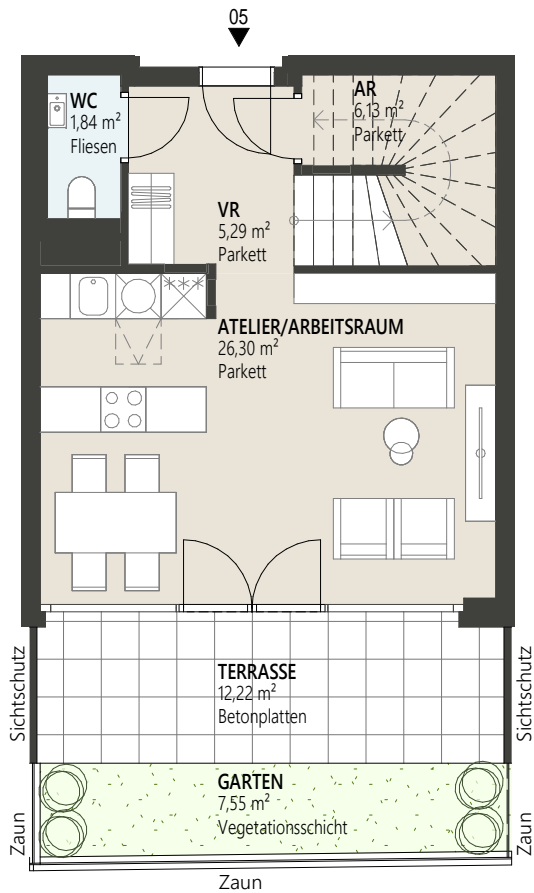 05
WC
1,84 m²
Fliesen
AR
6,13 m²
Parkett
VR
5,29 m²
Parkett
ATELIER/ARBEITSRAUM
26,30 m²
Parkett
Sichtschutz
TERRASSE
12,22 m²
Betonplatten
Sichtschutz
Zaun
GARTEN
7,55 m²
Vegetationsschicht
Zaun
Zaun